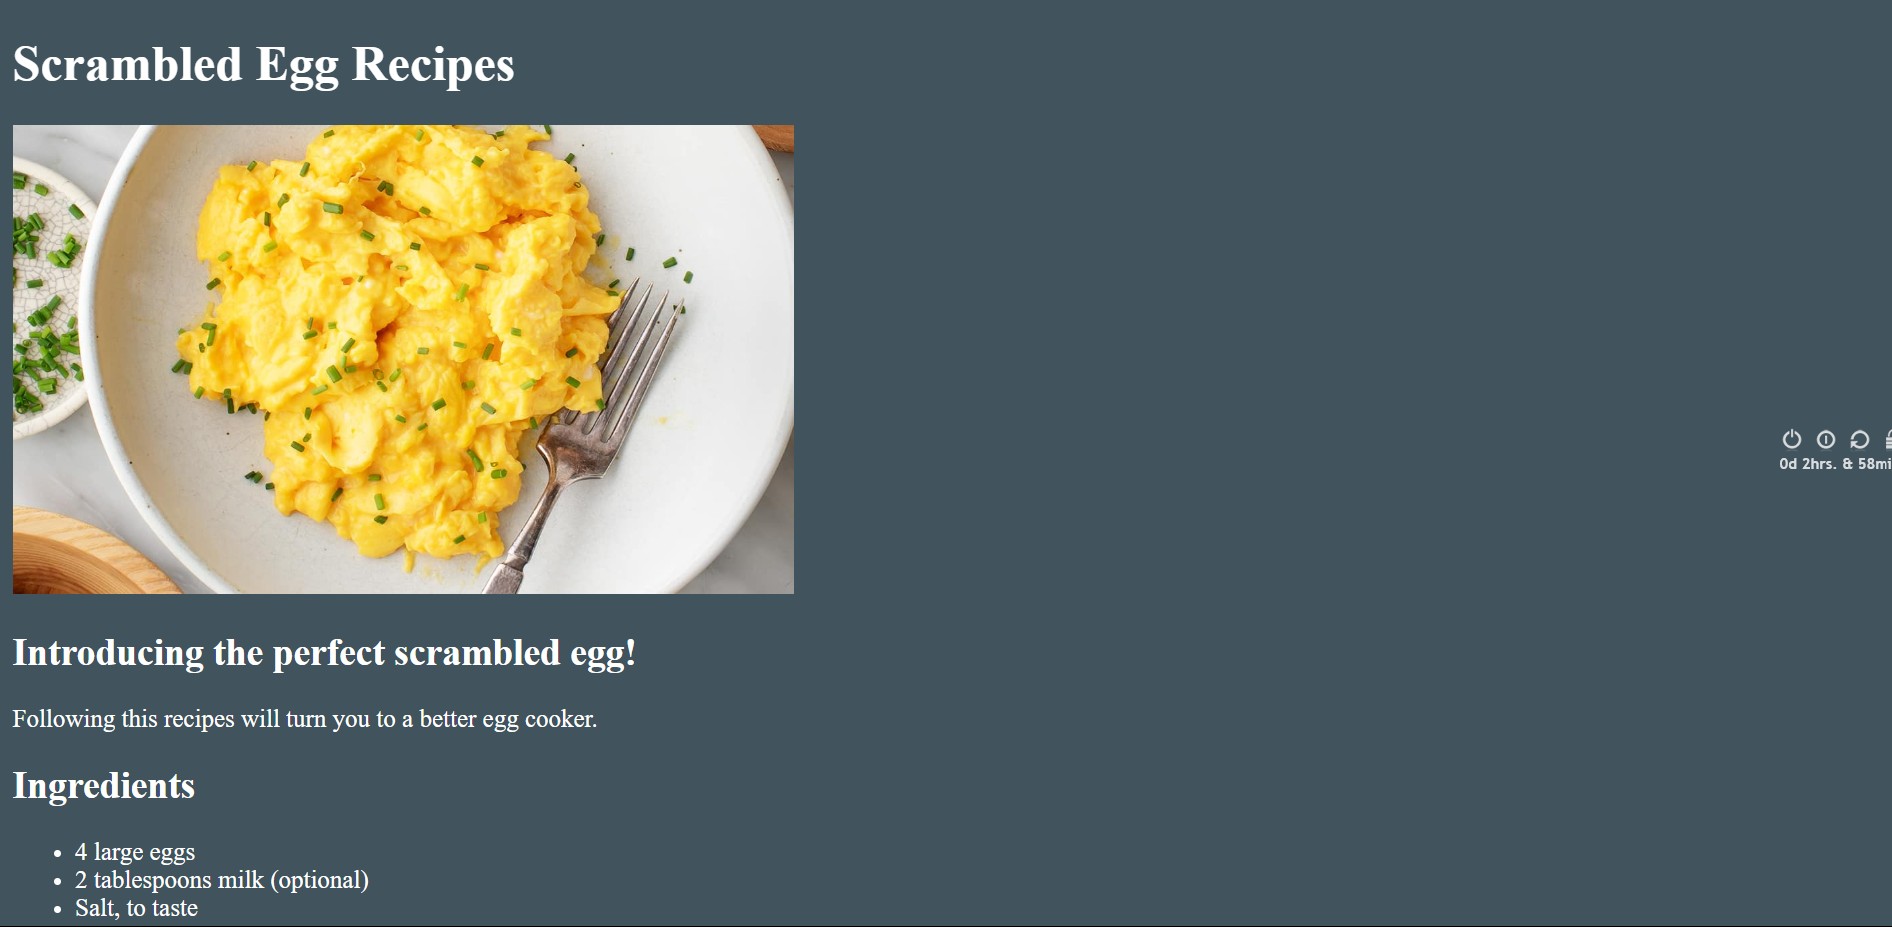 Scrambled Egg Recipes
Introducing the perfect scrambled egg!
Following this recipes will turn you to a better egg cooker.
Ingredients
4 large eggs
2 tablespoons milk (optional)
Salt, to taste
0d 2hrs. & 58mi